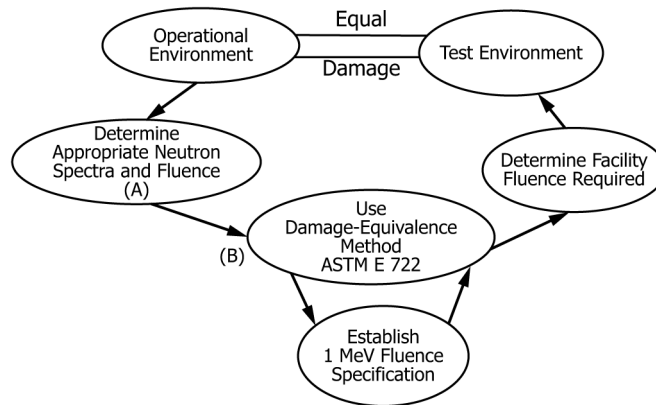 Operational
Environment
Equal
Damage
Test Environment
Determine
Appropriate Neutron
Spectra and Fluence
(A)
Determine Facility
Fluence Required
(B)
Use
Damage-Equivalence
Method
ASTM E 722
Establish
1 MeV Fluence
Specification